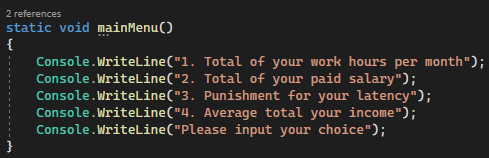 2 references
static void mainMenu()
{
Console.WriteLine("1. Total of your work hours per month");
Console.WriteLine("2. Total of your paid salary");
Console.WriteLine("3. Punishment for your latency");
Console.WriteLine("4. Average total your income");
Console.WriteLine("Please input your choice");
}